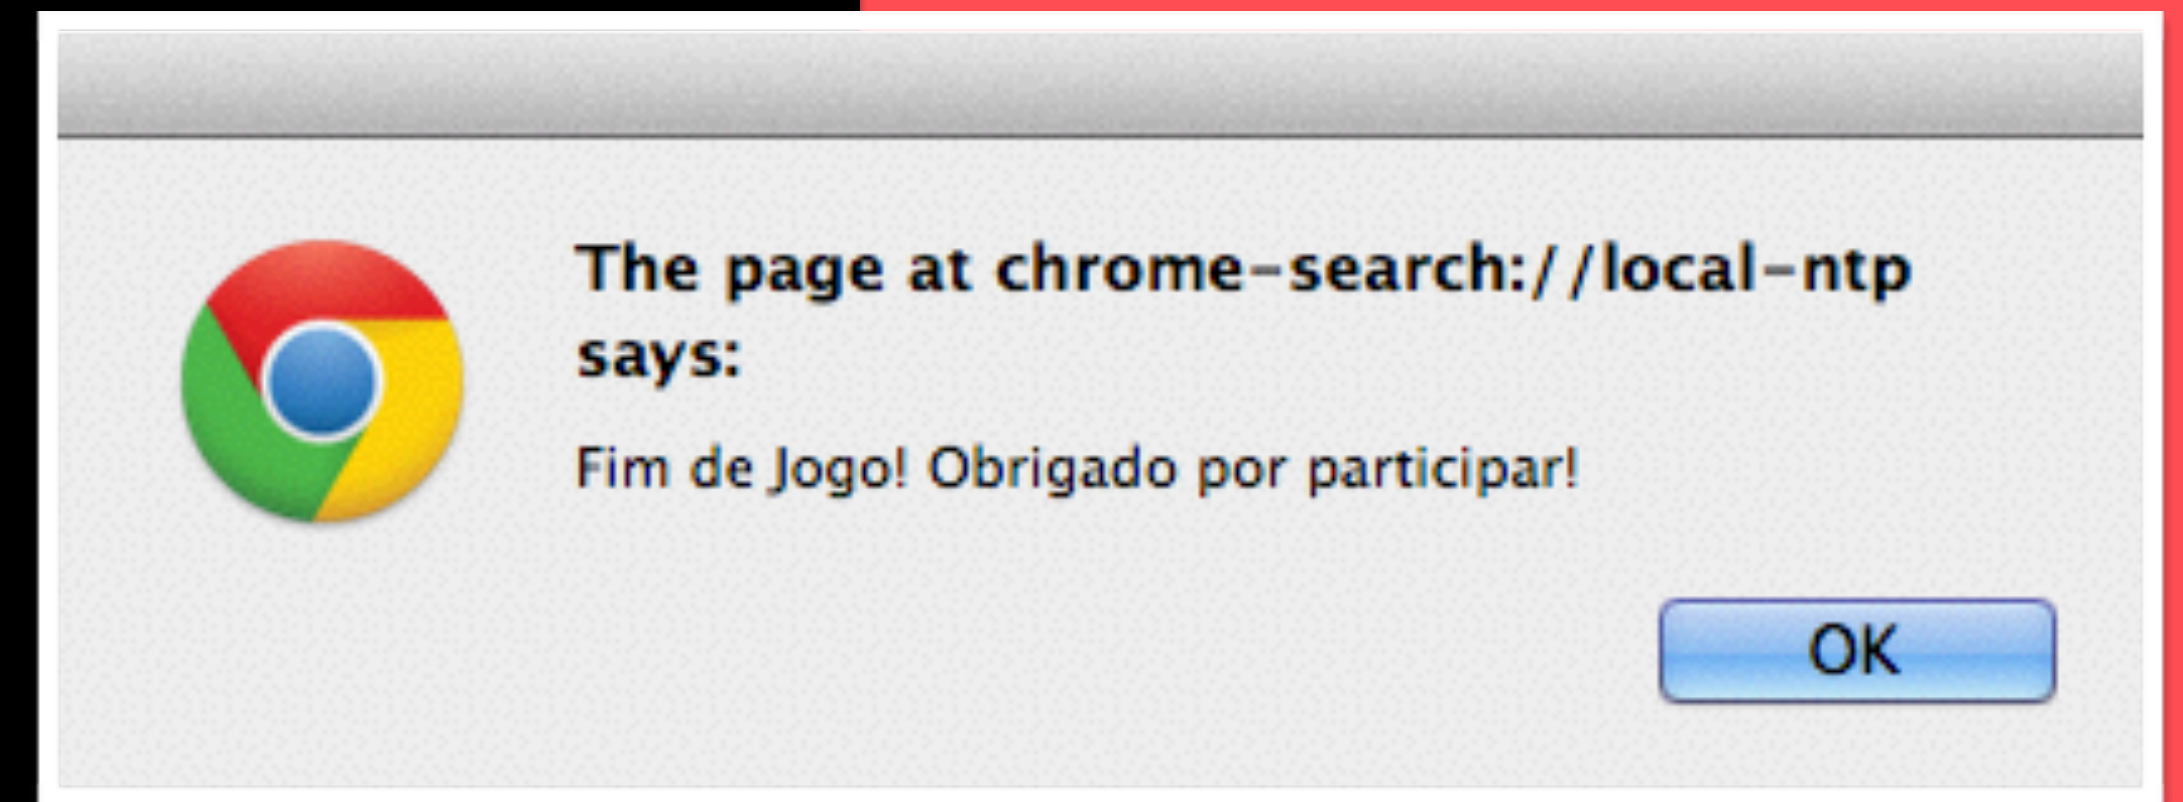 The page at chrome-search://local-ntp
says:
Fim de Jogo! Obrigado por participar!
OK